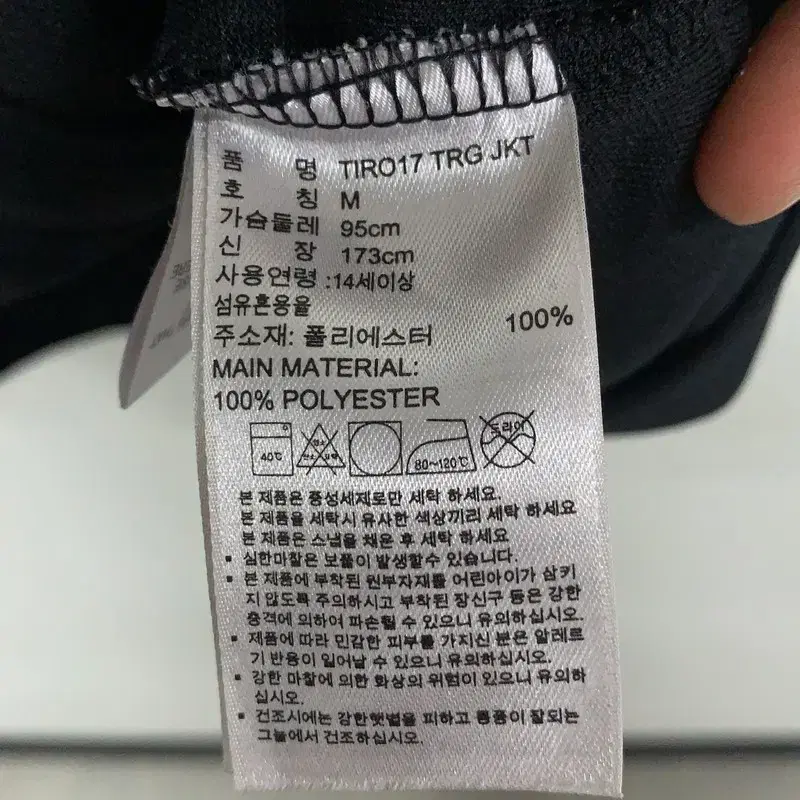 품 명 TIRO17 TRG JKT
호 칭 M
가슴둘레 95cm
신 장 173cm
사용연령 :14세이상
섬유혼용율
주소재: 폴리에스터 100%
MAIN MATERIAL:
100% POLYESTER
40℃ 80~120℃ 드라이
본 제품은 중성세제로만 세탁 하세요.
본 제품을 세탁시 유사한 색상끼리 세탁 하세요
본 제품은 스냅을 채운 후 세탁 하세요
▪ 심한마찰은 보풀이 발생할수 있습니다.
▪ 본 제품에 부착된 원부자재를 어린아이가 삼키
지 않도록 주의하시고 부착된 장신구 등은 강한
충격에 의하여 파손될 수 있으니 유의하십시오.
▪ 제품에 따라 민감한 피부를 가지신 분은 알레르
기 반응이 일어날 수 있으니 유의하십시오.
▪ 강한 마찰에 의한 화상의 위험이 있으니 유의하
십시오.
▪ 건조시에는 강한햇볕을 피하고 통풍이 잘되는
그늘에서 건조하십시오.